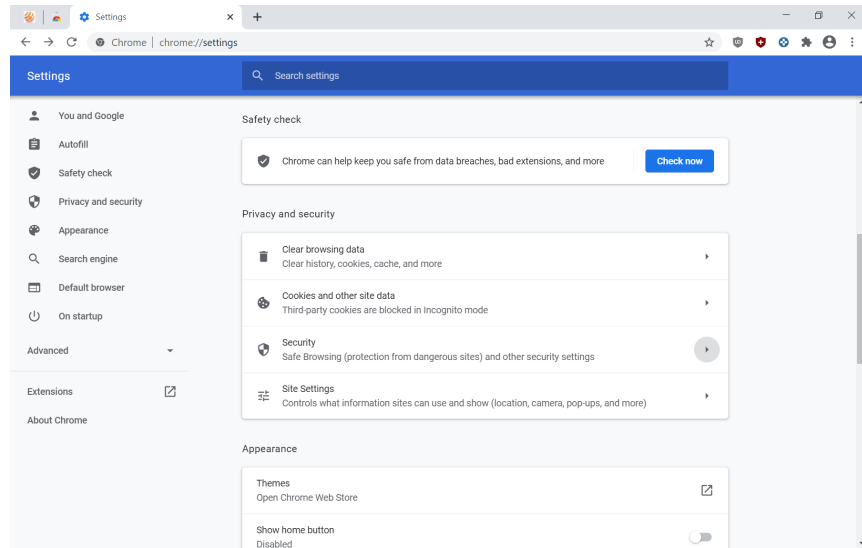 Settings
Chrome | chrome://settings
Settings
Search settings
You and Google
Autofill
Safety check
Privacy and security
Appearance
Search engine
Default browser
On startup
Advanced
Extensions
About Chrome
Safety check
Chrome can help keep you safe from data breaches, bad extensions, and more
Check now
Privacy and security
Clear browsing data
Clear history, cookies, cache, and more
Cookies and other site data
Third-party cookies are blocked in Incognito mode
Security
Safe Browsing (protection from dangerous sites) and other security settings
Site Settings
Controls what information sites can use and show (location, camera, pop-ups, and more)
Appearance
Themes
Open Chrome Web Store
Show home button
Disabled